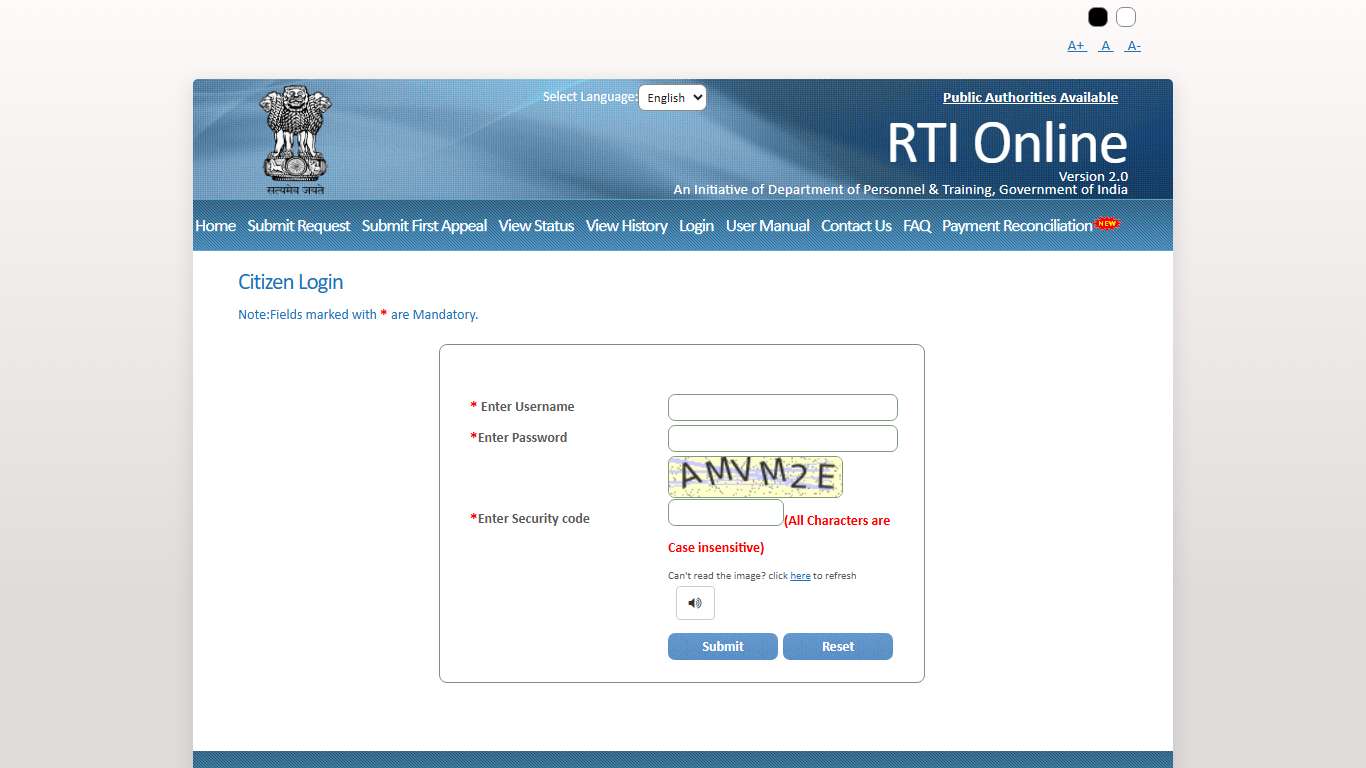 A+ A A-
Select Language: English
Public Authorities Available
RTI Online
Version 2.0
An Initiative of Department of Personnel & Training, Government of India
सत्यमेव जयते
Home Submit Request Submit First Appeal View Status View History Login User Manual Contact Us FAQ Payment Reconciliation NEW
Citizen Login
Note:Fields marked with * are Mandatory.
* Enter Username
*Enter Password
*Enter Security code
(All Characters are
Case insensitive)
Can't read the image? click here to refresh
Submit Reset